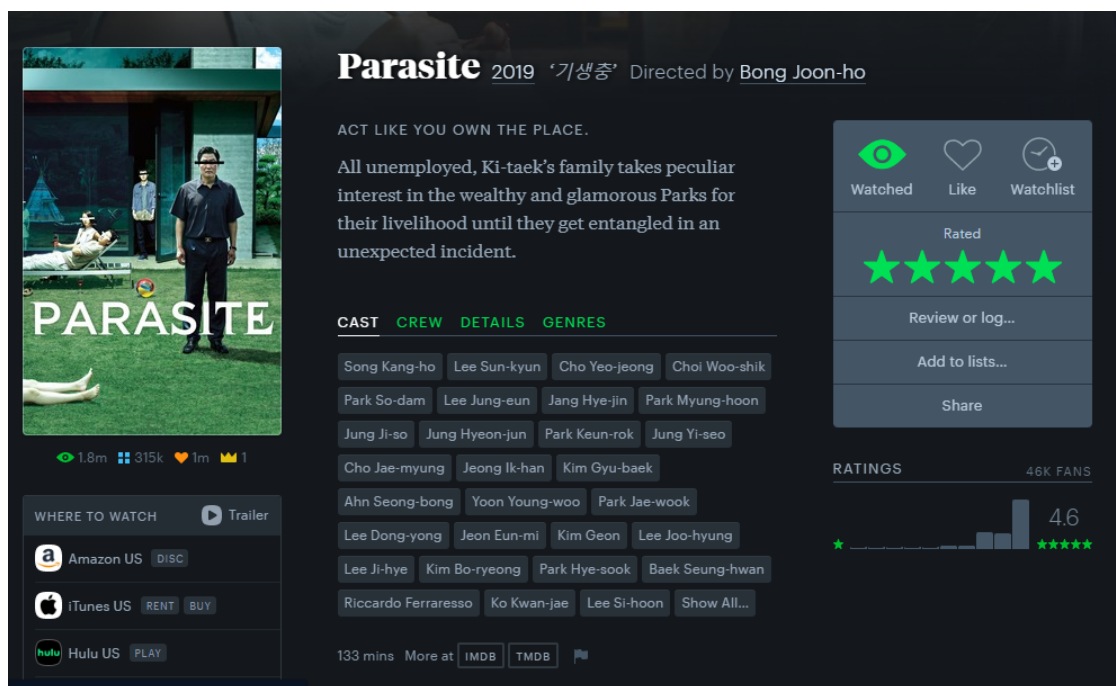 Parasite 2019 ‘기생충’ Directed by Bong Joon-ho
ACT LIKE YOU OWN THE PLACE.
All unemployed, Ki-taek’s family takes peculiar
interest in the wealthy and glamorous Parks for
their livelihood until they get entangled in an
unexpected incident.
CAST CREW DETAILS GENRES
Song Kang-ho Lee Sun-kyun Cho Yeo-jeong Choi Woo-shik
Park So-dam Lee Jung-eun Jang Hye-jin Park Myung-hoon
Jung Ji-so Jung Hyeon-jun Park Keun-rok Jung Yi-seo
Cho Jae-myung Jeong Ik-han Kim Gyu-baek
Ahn Seong-bong Yoon Young-woo Park Jae-wook
Lee Dong-yong Jeon Eun-mi Kim Geon Lee Joo-hyung
Lee Ji-hye Kim Bo-ryeong Park Hye-sook Baek Seung-hwan
Riccardo Ferraresso Ko Kwan-jae Lee Si-hoon Show All...
133 mins More at IMDB TMDB
PARASITE
1.8m 315k 1m 1
WHERE TO WATCH Trailer
a Amazon US DISC
iTunes US RENT BUY
hulu Hulu US PLAY
Watched Like Watchlist
Rated
Review or log...
Add to lists...
Share
RATINGS 46K FANS
4.6